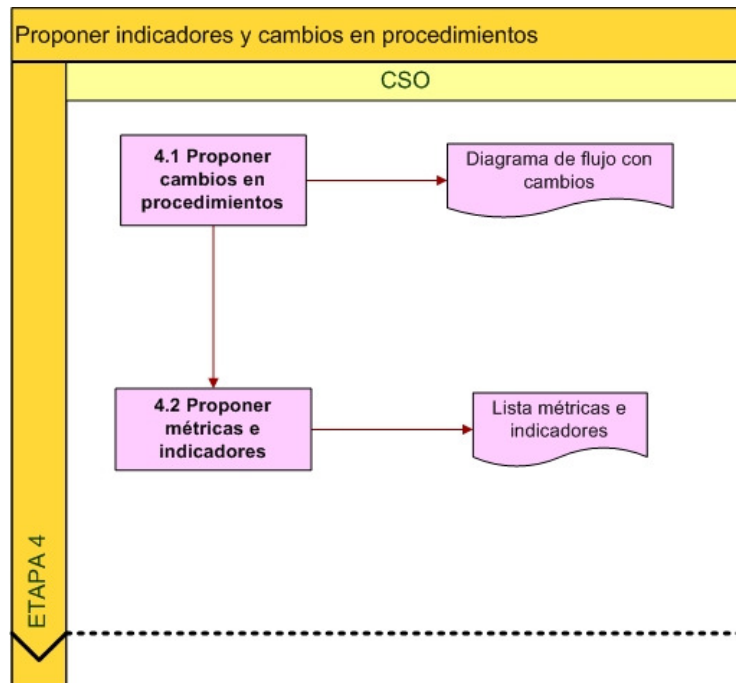 Proponer indicadores y cambios en procedimientos
CSO
4.1 Proponer
cambios en
procedimientos
Diagrama de flujo con
cambios
4.2 Proponer
métricas e
indicadores
Lista métricas e
indicadores
ETAPA 4